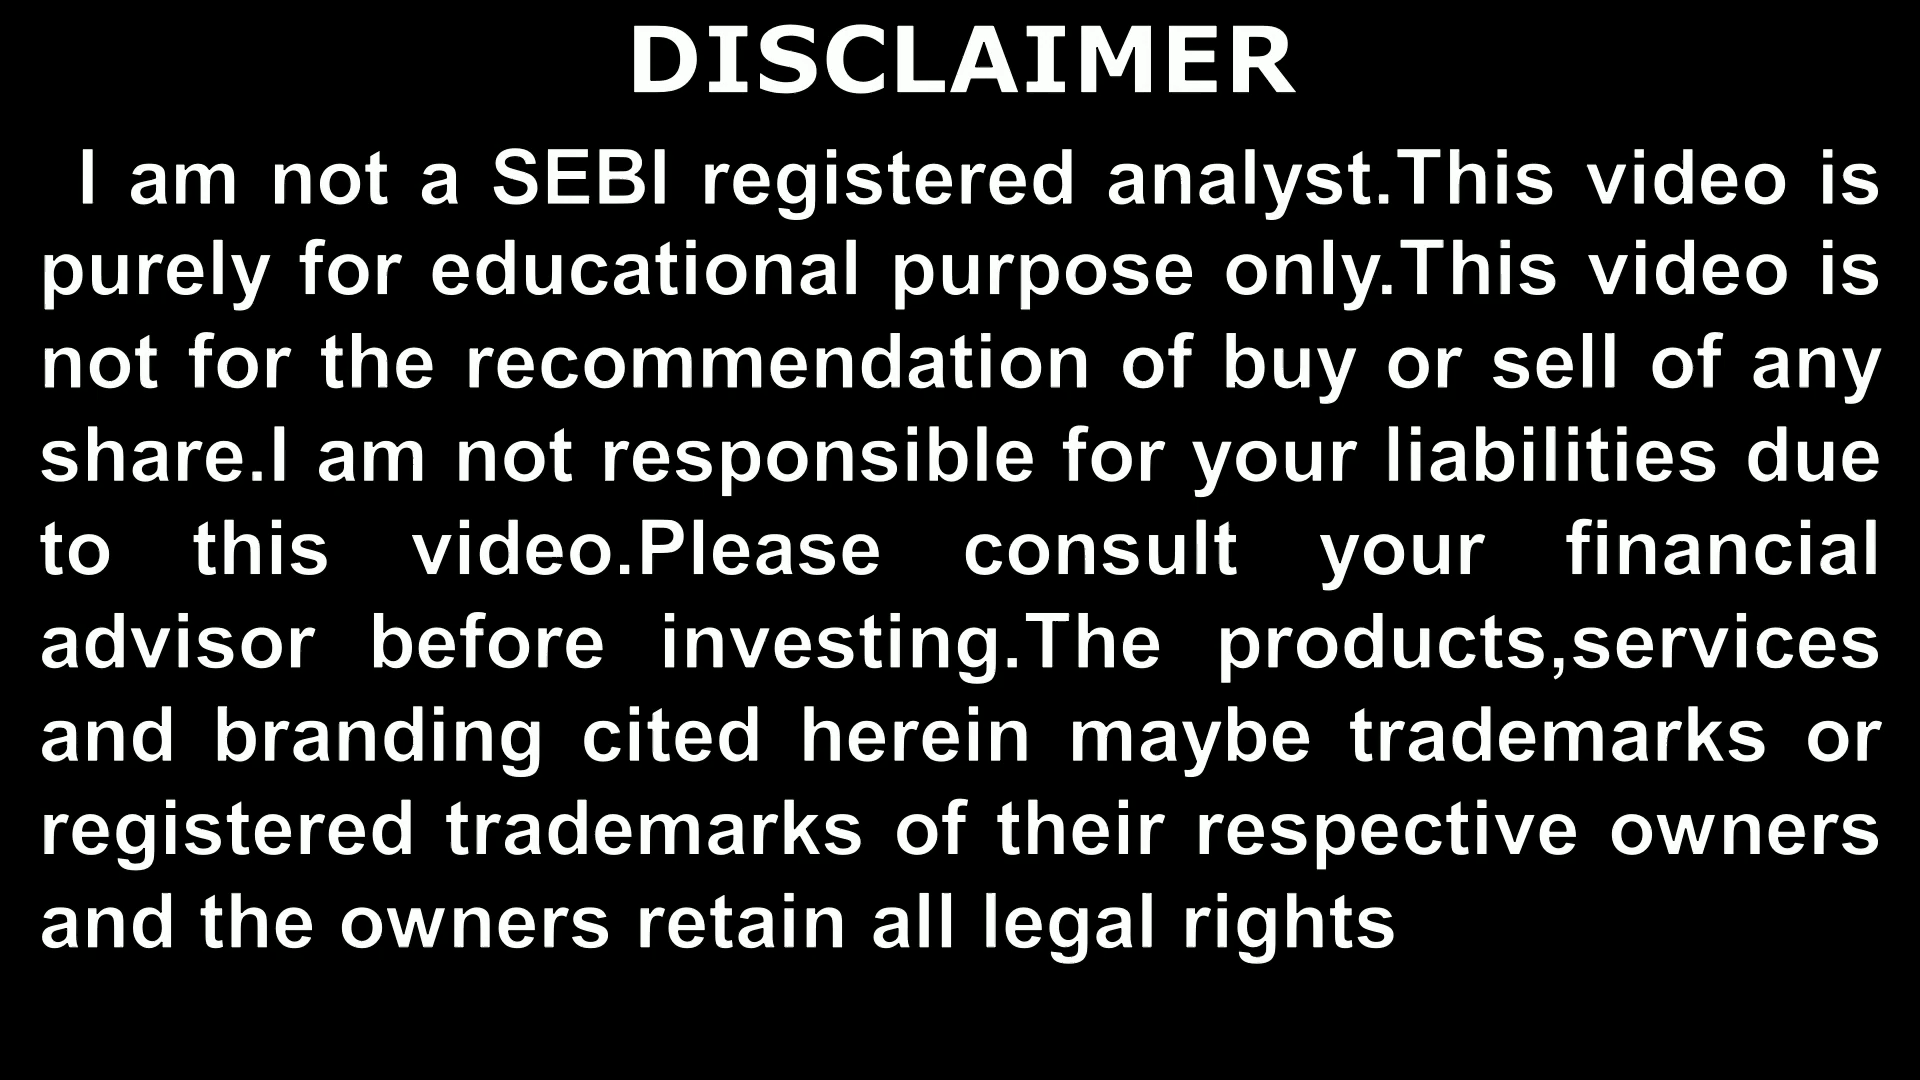 DISCLAIMER
I am not a SEBI registered analyst.This video is
purely for educational purpose only.This video is
not for the recommendation of buy or sell of any
share.I am not responsible for your liabilities due
to this video.Please consult your financial
advisor before investing.The products,services
and branding cited herein maybe trademarks or
registered trademarks of their respective owners
and the owners retain all legal rights